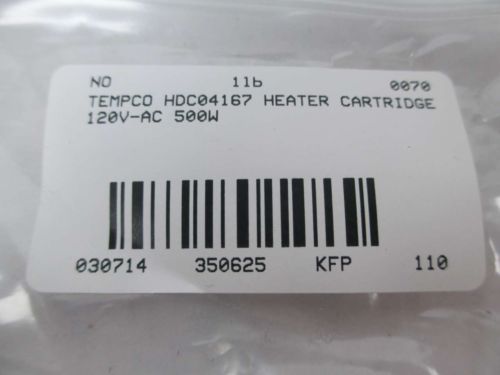 NO 11b 0070
TEMPCO HDC04167 HEATER CARTRIDGE
120V-AC 500W
030714 350625 KFP 110